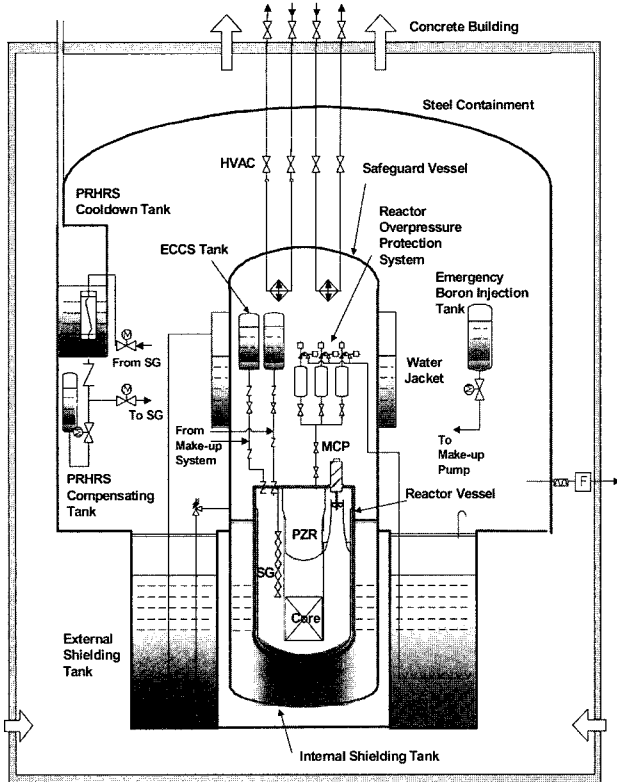 Concrete Building
Steel Containment
HVAC
Safeguard Vessel
PRHRS
Cooldown Tank
Reactor
Overpressure
Protection
System
ECCS Tank
Emergency
Boron Injection
Tank
M
From SG
Water
Jacket
M
To SG
From
Make-up
System
MCP
To
Make-up
Pump
PRHRS
Compensating
Tank
Reactor Vessel
F
PZR
SG
Core
External
Shielding
Tank
Internal Shielding Tank